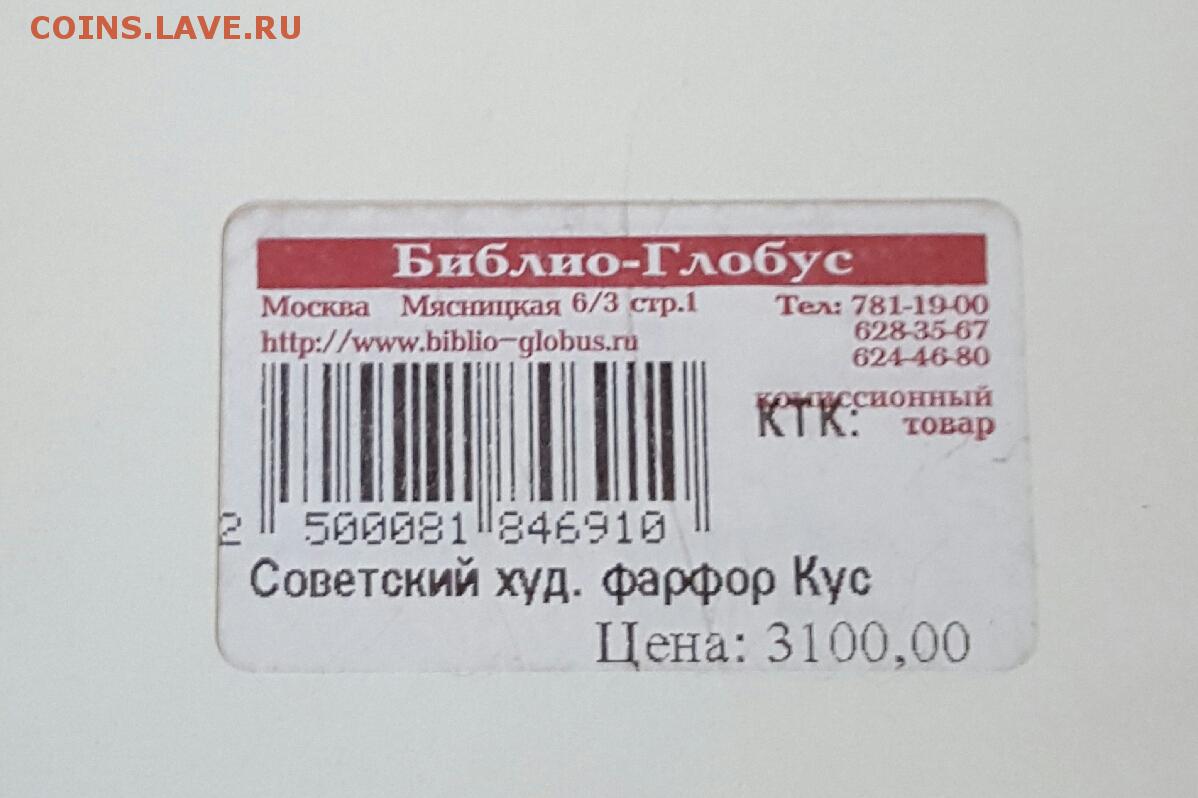 COINS.LAVE.RU
Библио-Глобус
Москва Мясницкая 6/3 стр.1 Тел: 781-19-00
http://www.biblio-globus.ru 628-35-67
624-46-80
комиссионный
КТК: товар
2 500081 846910
Советский худ. фарфор Кус
Цена: 3100,00